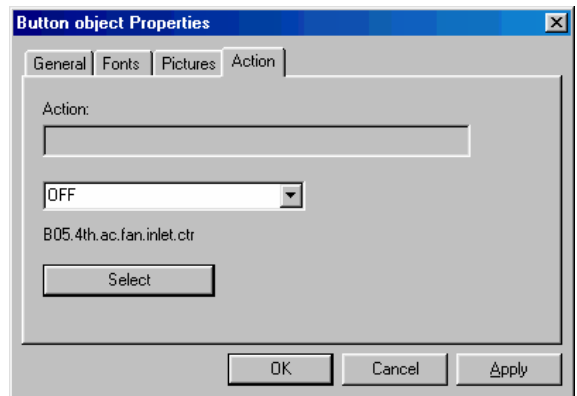 Button object Properties
General Fonts Pictures Action
Action:
OFF
B05.4th.ac.fan.inlet.ctr
Select
OK Cancel Apply